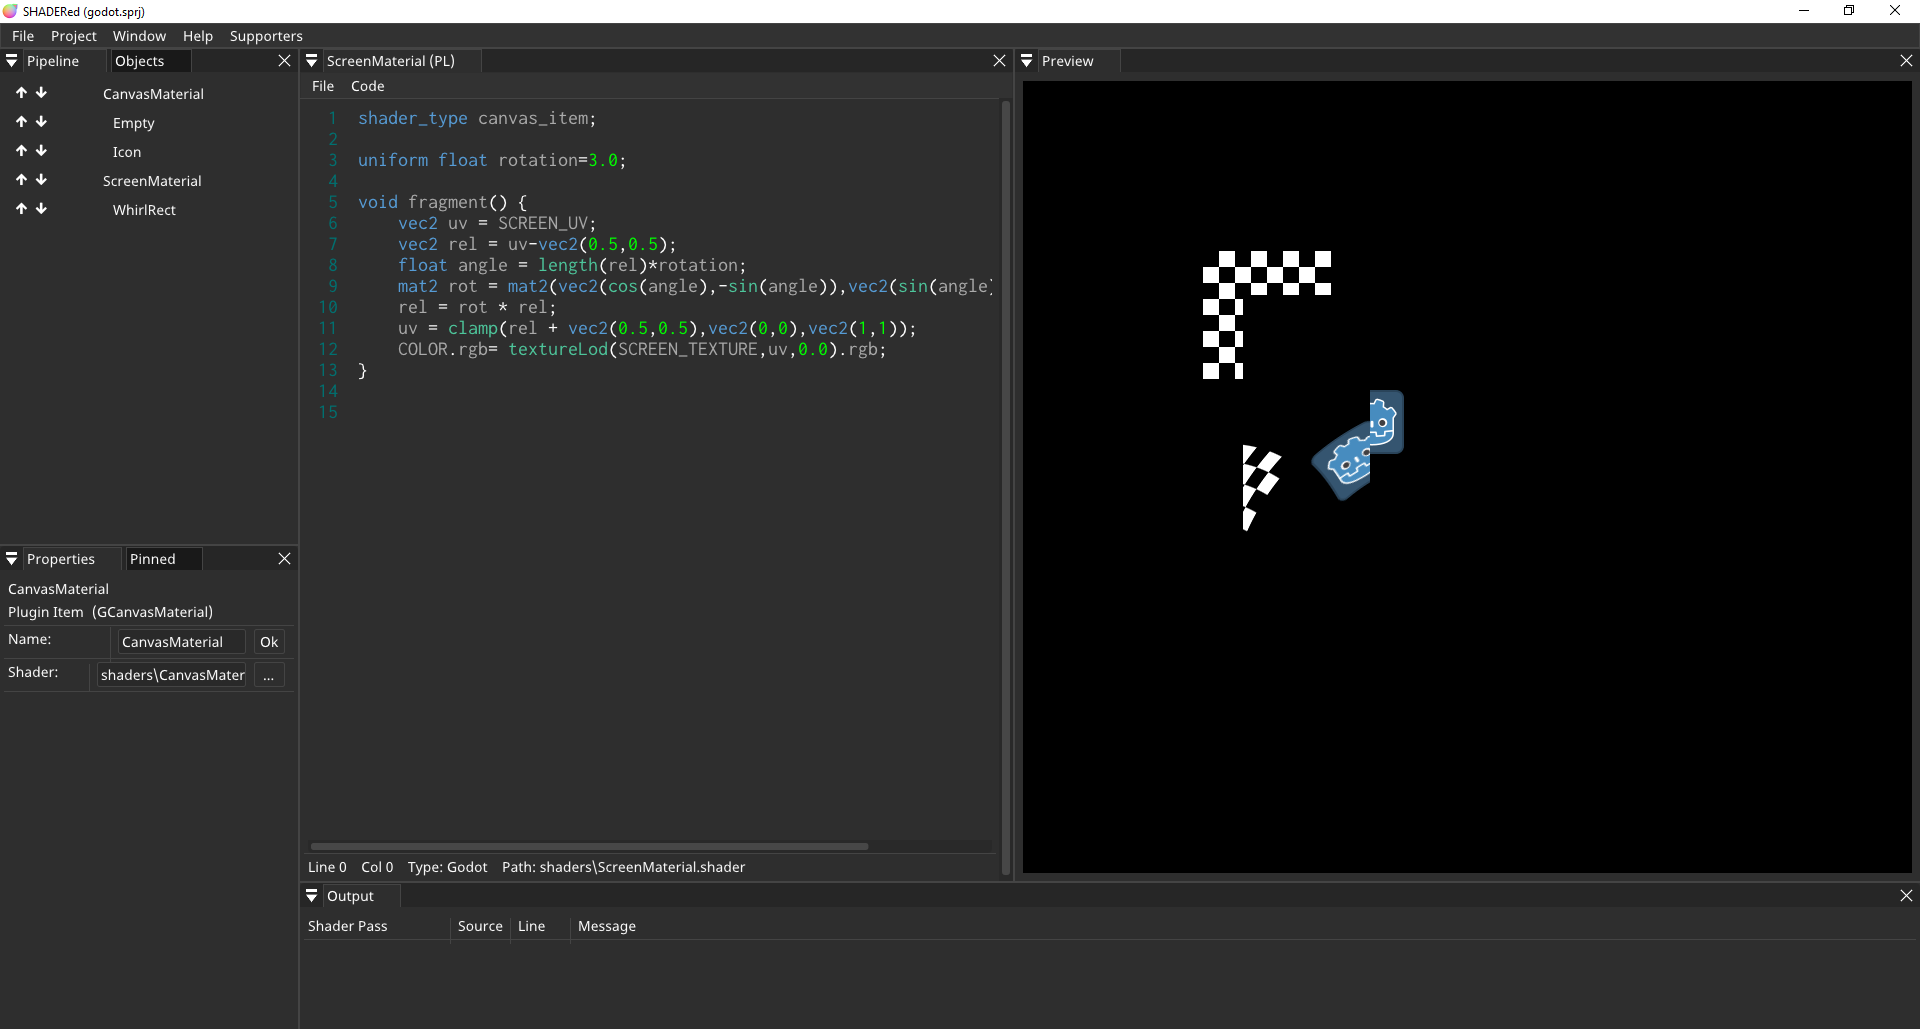 SHADERed (godot.sprj)
File Project Window Help Supporters
Pipeline Objects
CanvasMaterial
Empty
Icon
ScreenMaterial
WhirlRect
Properties Pinned
CanvasMaterial
Plugin Item (GCanvasMaterial)
Name: CanvasMaterial Ok
Shader: shaders\CanvasMater ...
ScreenMaterial (PL)
File Code
1 shader_type canvas_item;
2
3 uniform float rotation=3.0;
4
5 void fragment() {
6 vec2 uv = SCREEN_UV;
7 vec2 rel = uv-vec2(0.5,0.5);
8 float angle = length(rel)*rotation;
9 mat2 rot = mat2(vec2(cos(angle),-sin(angle)),vec2(sin(angle)
10 rel = rot * rel;
11 uv = clamp(rel + vec2(0.5,0.5),vec2(0,0),vec2(1,1));
12 COLOR.rgb= textureLod(SCREEN_TEXTURE,uv,0.0).rgb;
13 }
14
15
Line 0 Col 0 Type: Godot Path: shaders\ScreenMaterial.shader
Preview
Output
Shader Pass Source Line Message